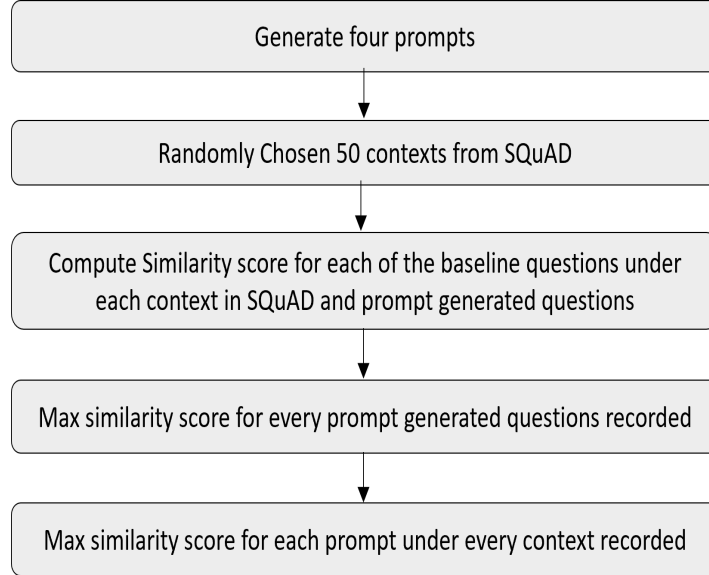 Generate four prompts
Randomly Chosen 50 contexts from SQuAD
Compute Similarity score for each of the baseline questions under
each context in SQuAD and prompt generated questions
Max similarity score for every prompt generated questions recorded
Max similarity score for each prompt under every context recorded